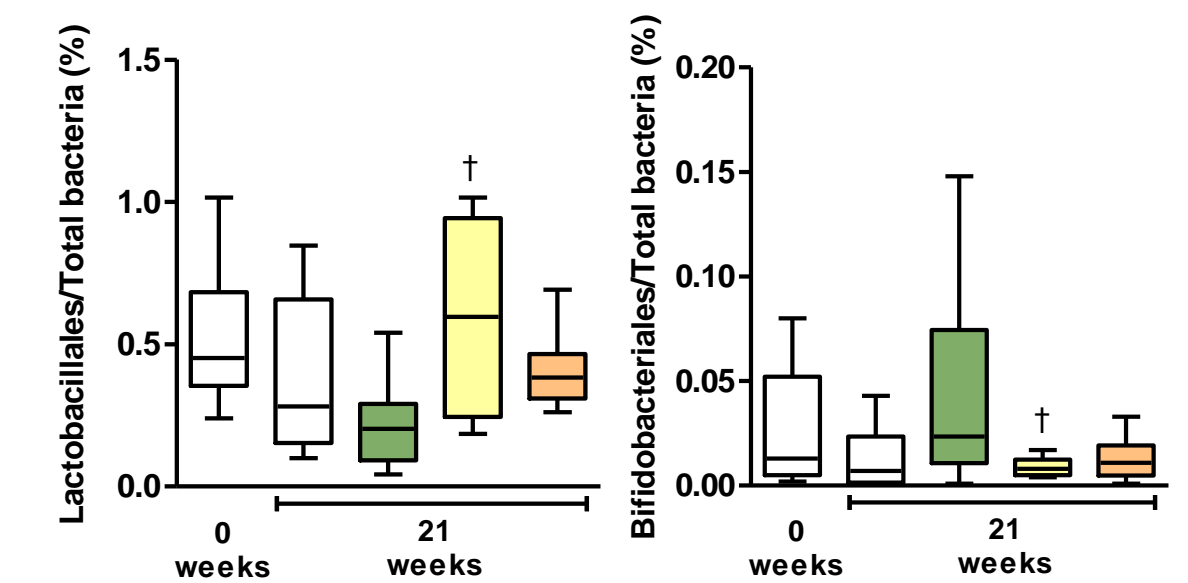 Lactobacillales/Total bacteria (%)
1.5
1.0
0.5
0.0
†
0
weeks
21
weeks
Bifidobacteriales/Total bacteria (%)
0.20
0.15
0.10
0.05
0.00
†
0
weeks
21
weeks